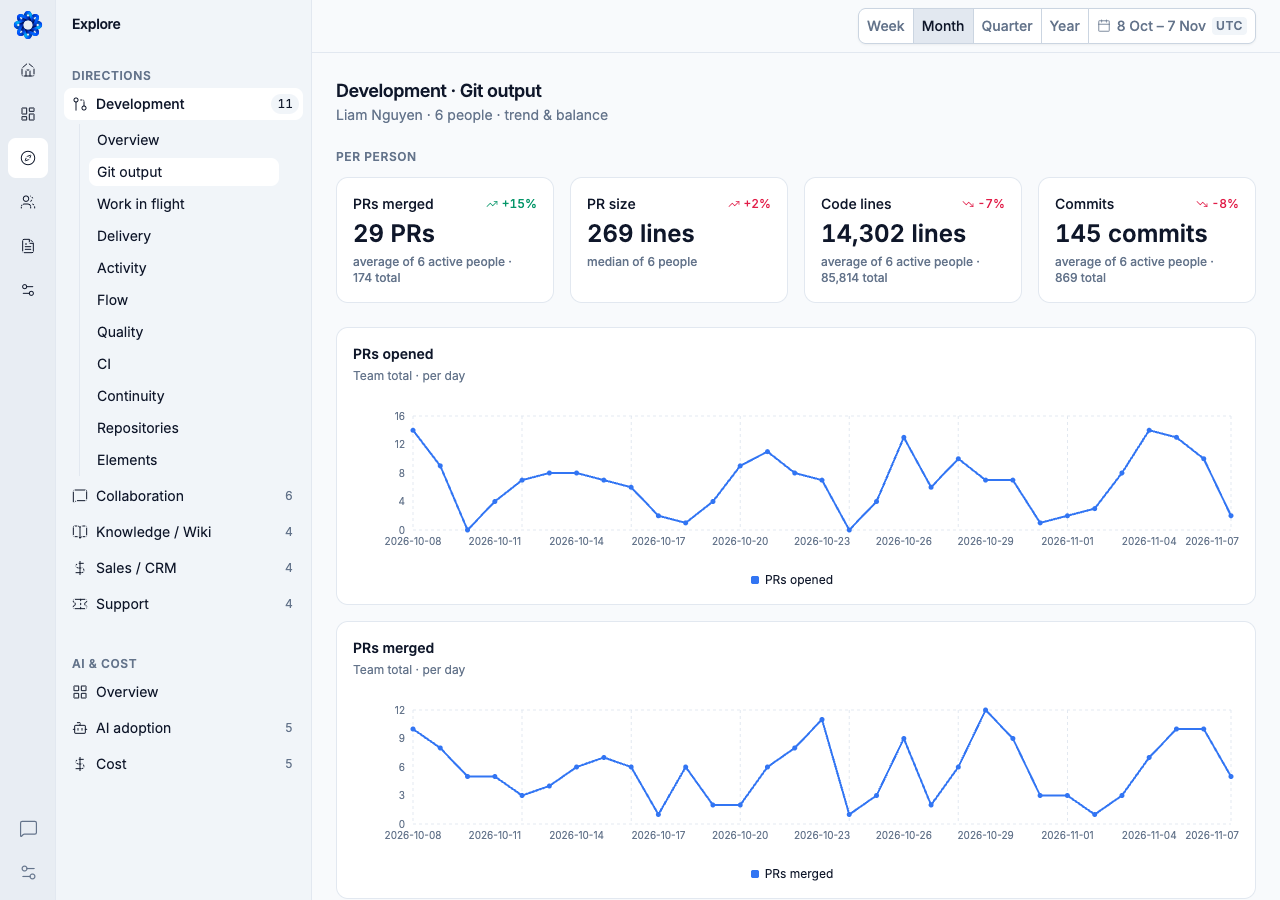 Explore
DIRECTIONS
Development 11
Overview
Git output
Work in flight
Delivery
Activity
Flow
Quality
CI
Continuity
Repositories
Elements
Collaboration 6
Knowledge / Wiki 4
Sales / CRM 4
Support 4
AI & COST
Overview
AI adoption 5
Cost 5
Week Month Quarter Year 8 Oct – 7 Nov UTC
Development · Git output
Liam Nguyen · 6 people · trend & balance
PER PERSON
PRs merged +15%
29 PRs
average of 6 active people ·
174 total
PR size +2%
269 lines
median of 6 people
Code lines -7%
14,302 lines
average of 6 active people ·
85,814 total
Commits -8%
145 commits
average of 6 active people ·
869 total
PRs opened
Team total · per day
16
12
8
4
0
2026-10-08 2026-10-11 2026-10-14 2026-10-17 2026-10-20 2026-10-23 2026-10-26 2026-10-29 2026-11-01 2026-11-04 2026-11-07
PRs opened
PRs merged
Team total · per day
12
9
6
3
0
2026-10-08 2026-10-11 2026-10-14 2026-10-17 2026-10-20 2026-10-23 2026-10-26 2026-10-29 2026-11-01 2026-11-04 2026-11-07
PRs merged